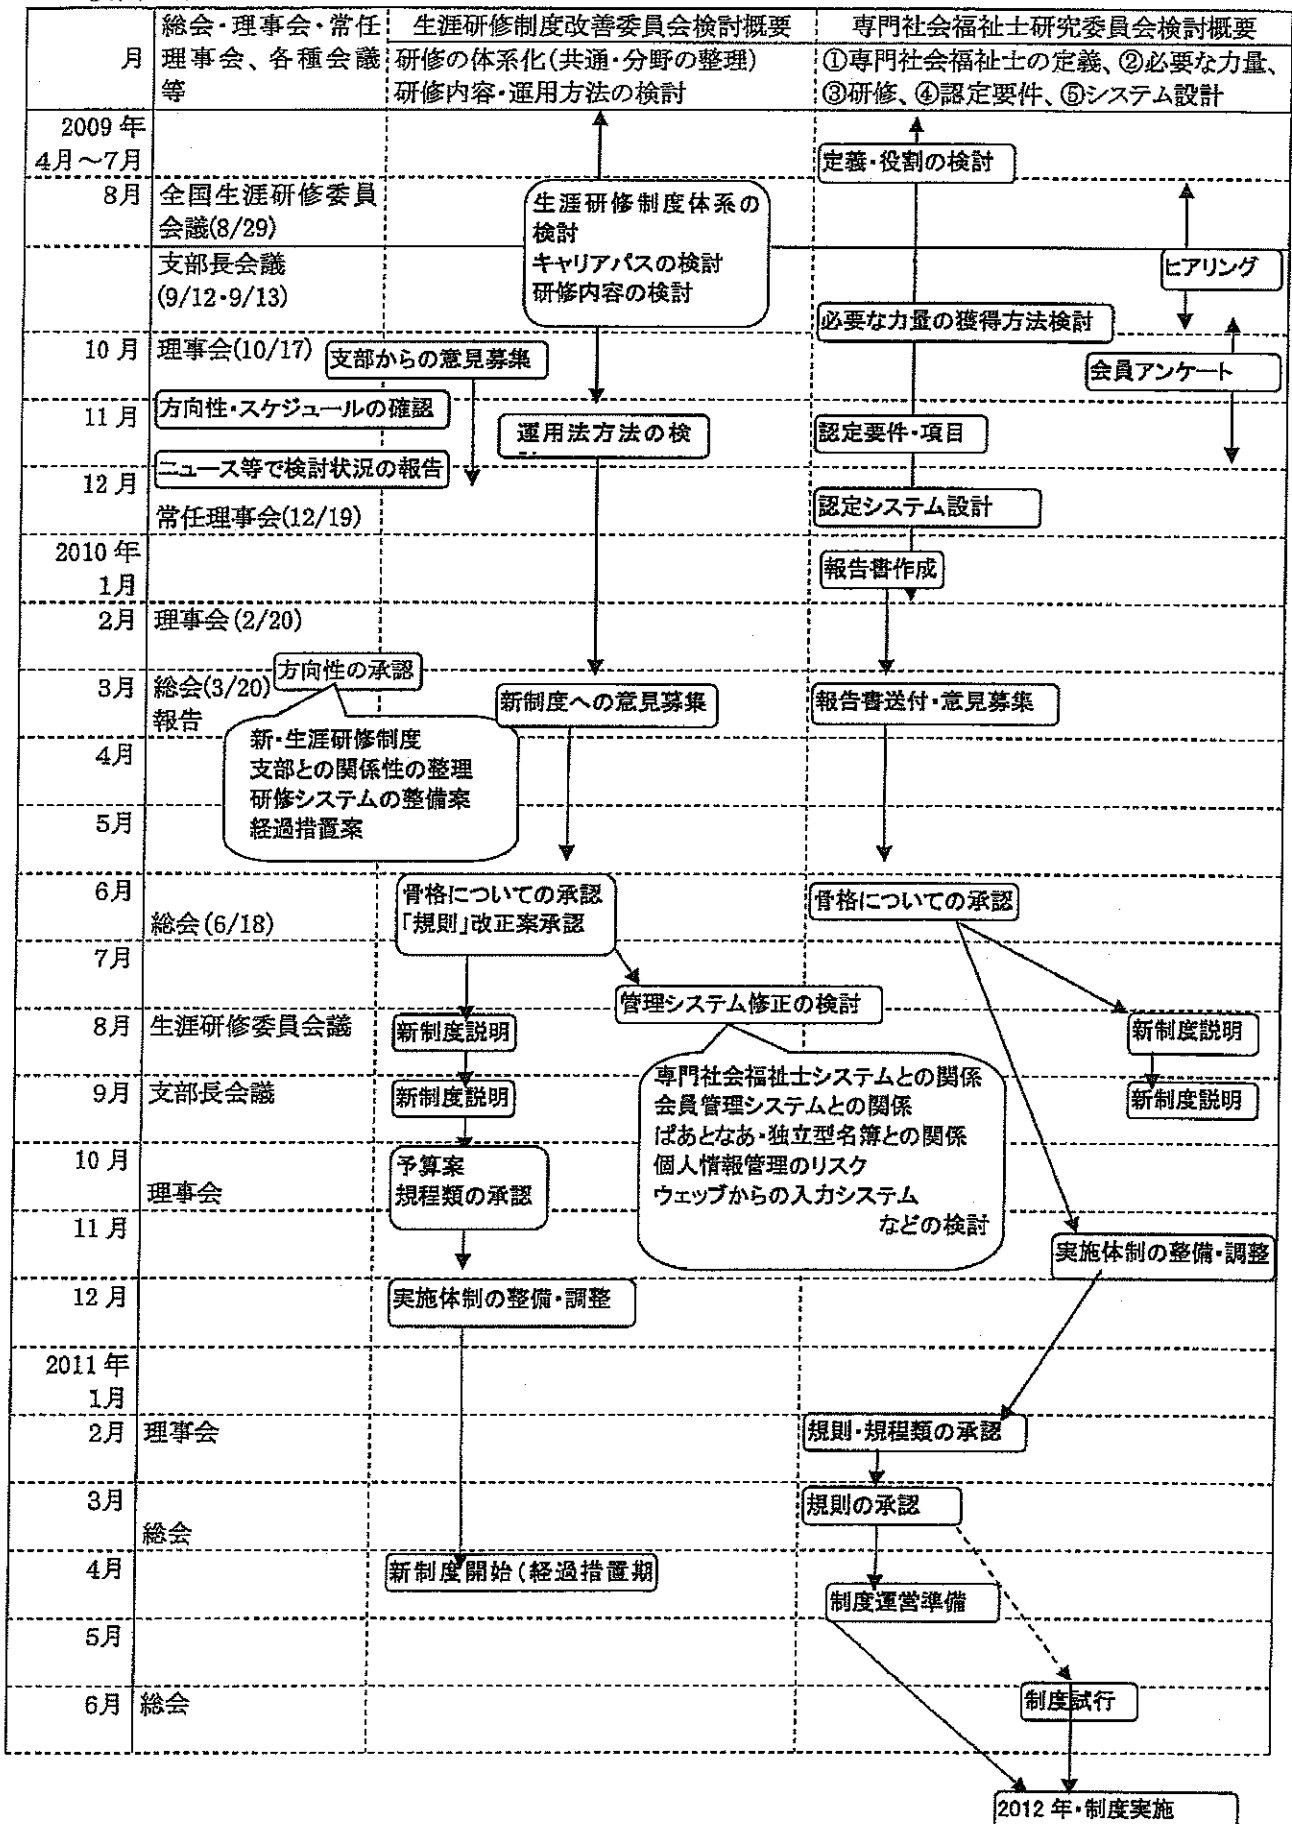 月
総会・理事会・常任
理事会、各種会議
等
生涯研修制度改善委員会検討概要
研修の体系化(共通・分野の整理)
研修内容・運用方法の検討
専門社会福祉士研究委員会検討概要
①専門社会福祉士の定義、②必要な力量、
③研修、④認定要件、⑤システム設計
2009年
4月～7月
定義・役割の検討
8月
全国生涯研修委員
会議(8/29)
生涯研修制度体系の
検討
キャリアパスの検討
研修内容の検討
支部長会議
(9/12・9/13)
ヒアリング
必要な力量の獲得方法検討
10月
理事会(10/17)
支部からの意見募集
会員アンケート
11月
方向性・スケジュールの確認
運用法方法の検
認定要件・項目
ニュース等で検討状況の報告
12月
常任理事会(12/19)
認定システム設計
2010年
1月
報告書作成
2月
理事会(2/20)
方向性の承認
3月
総会(3/20)
報告
新制度への意見募集
報告書送付・意見募集
新・生涯研修制度
支部との関係性の整理
研修システムの整備案
経過措置案
4月
5月
6月
総会(6/18)
骨格についての承認
「規則」改正案承認
骨格についての承認
7月
管理システム修正の検討
8月
生涯研修委員会議
新制度説明
新制度説明
専門社会福祉士システムとの関係
会員管理システムとの関係
ぱあとなあ・独立型名簿との関係
個人情報管理のリスク
ウェッブからの入力システム
などの検討
9月
支部長会議
新制度説明
新制度説明
10月
理事会
予算案
規程類の承認
11月
実施体制の整備・調整
12月
実施体制の整備・調整
2011年
1月
2月
理事会
規則・規程類の承認
3月
総会
規則の承認
4月
新制度開始(経過措置期
制度運営準備
5月
6月
総会
制度試行
2012年・制度実施